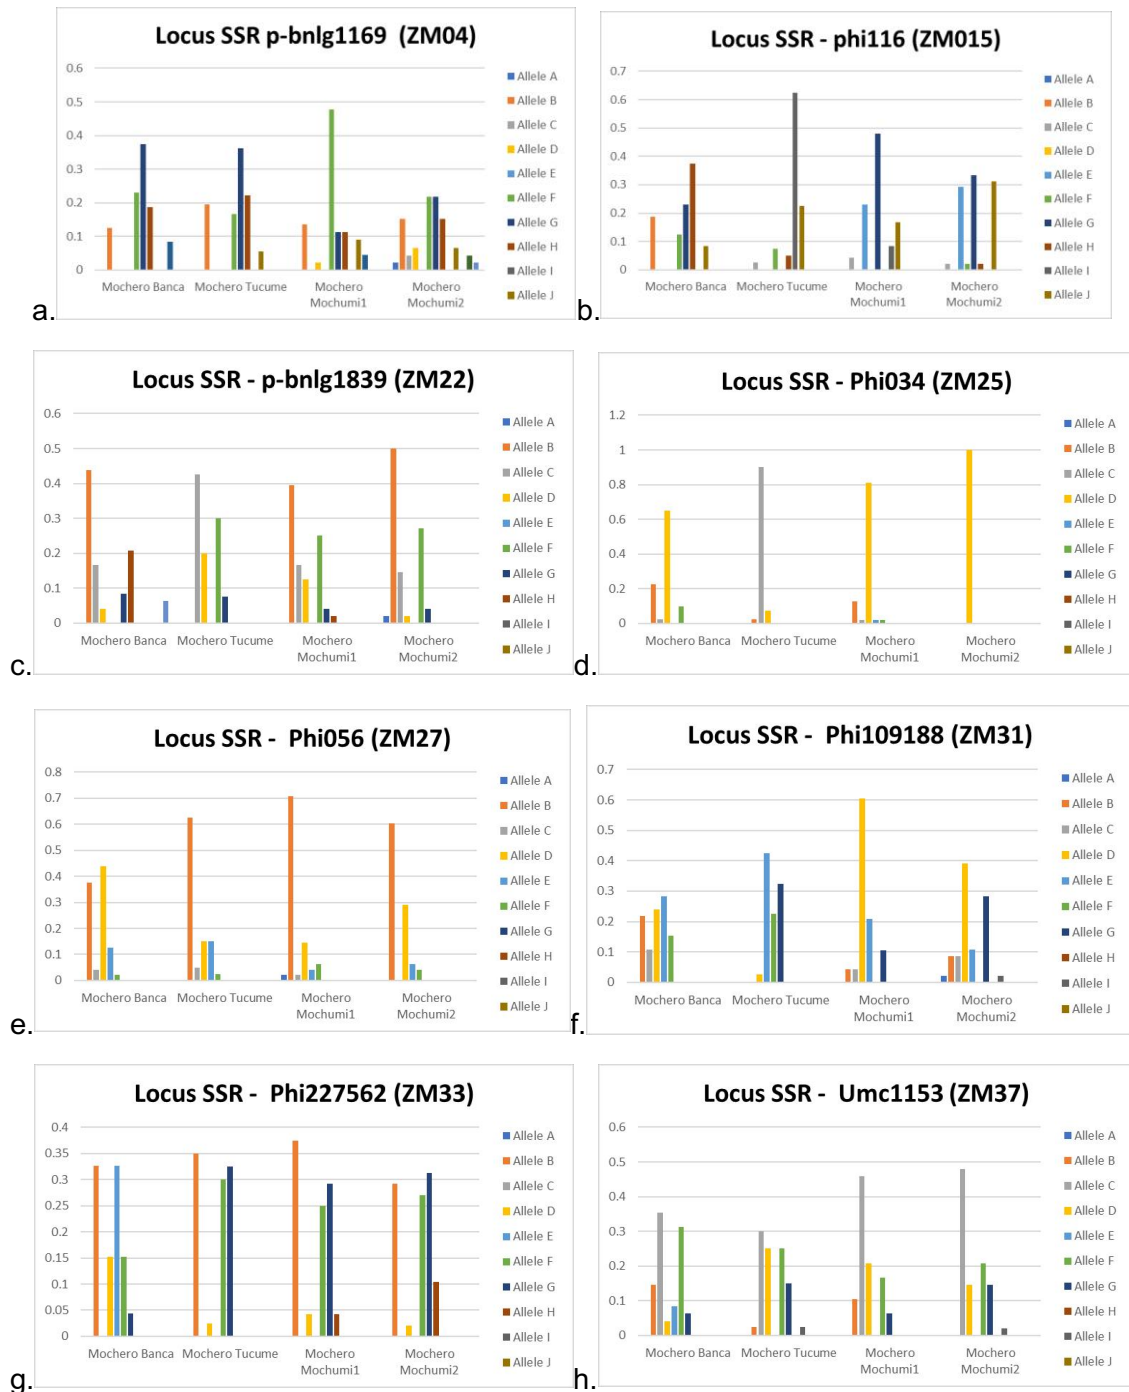 Locus SSR p-bnlg1169 (ZM04)
0.6
0.5
0.4
0.3
0.2
0.1
0
Mochero Banca Mochero Tucume Mochero Mochero
Mochumi1 Mochumi2
Allele A
Allele B
Allele C
Allele D
Allele E
Allele F
Allele G
Allele H
Allele I
Allele J
a.
Locus SSR - phi116 (ZM015)
0.7
0.6
0.5
0.4
0.3
0.2
0.1
0
Mochero Banca Mochero Tucume Mochero Mochero
Mochumi1 Mochumi2
Allele A
Allele B
Allele C
Allele D
Allele E
Allele F
Allele G
Allele H
Allele I
Allele J
b.
Locus SSR - p-bnlg1839 (ZM22)
0.6
0.5
0.4
0.3
0.2
0.1
0
Mochero Banca Mochero Tucume Mochero Mochero
Mochumi1 Mochumi2
Allele A
Allele B
Allele C
Allele D
Allele E
Allele F
Allele G
Allele H
Allele I
Allele J
c.
Locus SSR - Phi034 (ZM25)
1.2
1
0.8
0.6
0.4
0.2
0
Mochero Banca Mochero Tucume Mochero Mochero
Mochumi1 Mochumi2
Allele A
Allele B
Allele C
Allele D
Allele E
Allele F
Allele G
Allele H
Allele I
Allele J
d.
Locus SSR - Phi056 (ZM27)
0.8
0.7
0.6
0.5
0.4
0.3
0.2
0.1
0
Mochero Banca Mochero Tucume Mochero Mochero
Mochumi1 Mochumi2
Allele A
Allele B
Allele C
Allele D
Allele E
Allele F
Allele G
Allele H
Allele I
Allele J
e.
Locus SSR - Phi109188 (ZM31)
0.7
0.6
0.5
0.4
0.3
0.2
0.1
0
Mochero Banca Mochero Tucume Mochero Mochero
Mochumi1 Mochumi2
Allele A
Allele B
Allele C
Allele D
Allele E
Allele F
Allele G
Allele H
Allele I
Allele J
f.
Locus SSR - Phi227562 (ZM33)
0.4
0.35
0.3
0.25
0.2
0.15
0.1
0.05
0
Mochero Banca Mochero Tucume Mochero Mochero
Mochumi1 Mochumi2
Allele A
Allele B
Allele C
Allele D
Allele E
Allele F
Allele G
Allele H
Allele I
Allele J
g.
Locus SSR - Umc1153 (ZM37)
0.6
0.5
0.4
0.3
0.2
0.1
0
Mochero Banca Mochero Tucume Mochero Mochero
Mochumi1 Mochumi2
Allele A
Allele B
Allele C
Allele D
Allele E
Allele F
Allele G
Allele H
Allele I
Allele J
h.